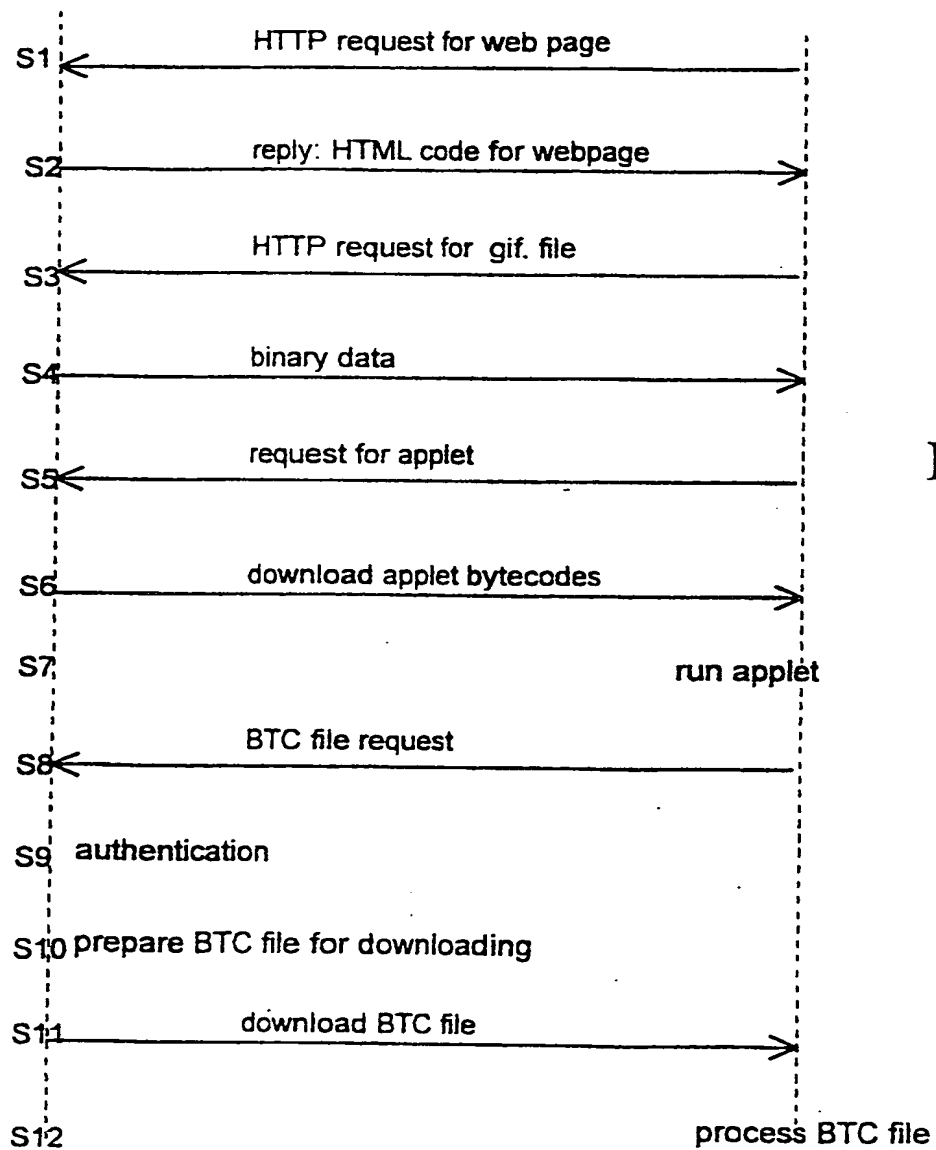 HTTP request for web page
S1
reply: HTML code for webpage
S2
HTTP request for gif. file
S3
binary data
S4
request for applet
S5
download applet bytecodes
S6
S7 run applet
BTC file request
S8
S9 authentication
S10 prepare BTC file for downloading
download BTC file
S11
S12 process BTC file